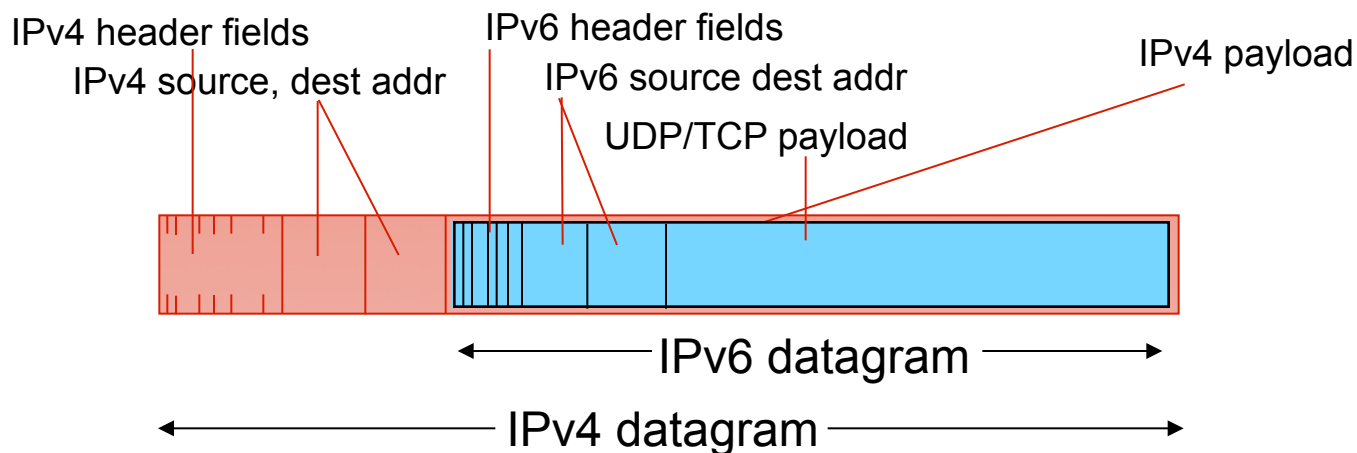 IPv4 header fields
IPv6 header fields
IPv4 payload
IPv4 source, dest addr
IPv6 source dest addr
UDP/TCP payload
IPv6 datagram
IPv4 datagram